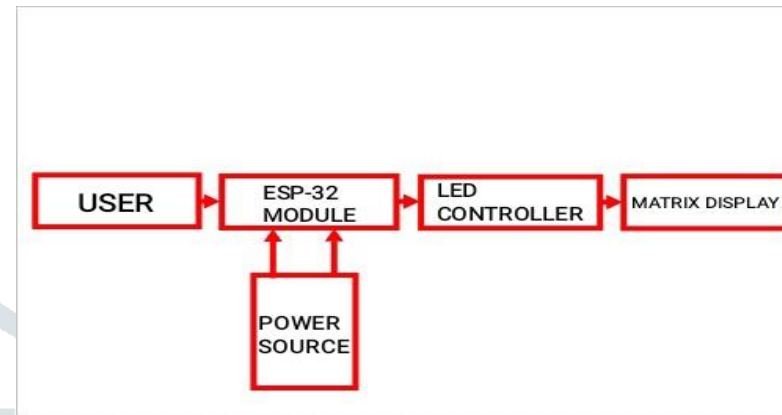 USER
ESP-32
MODULE
LED
CONTROLLER
MATRIX DISPLAY
POWER
SOURCE